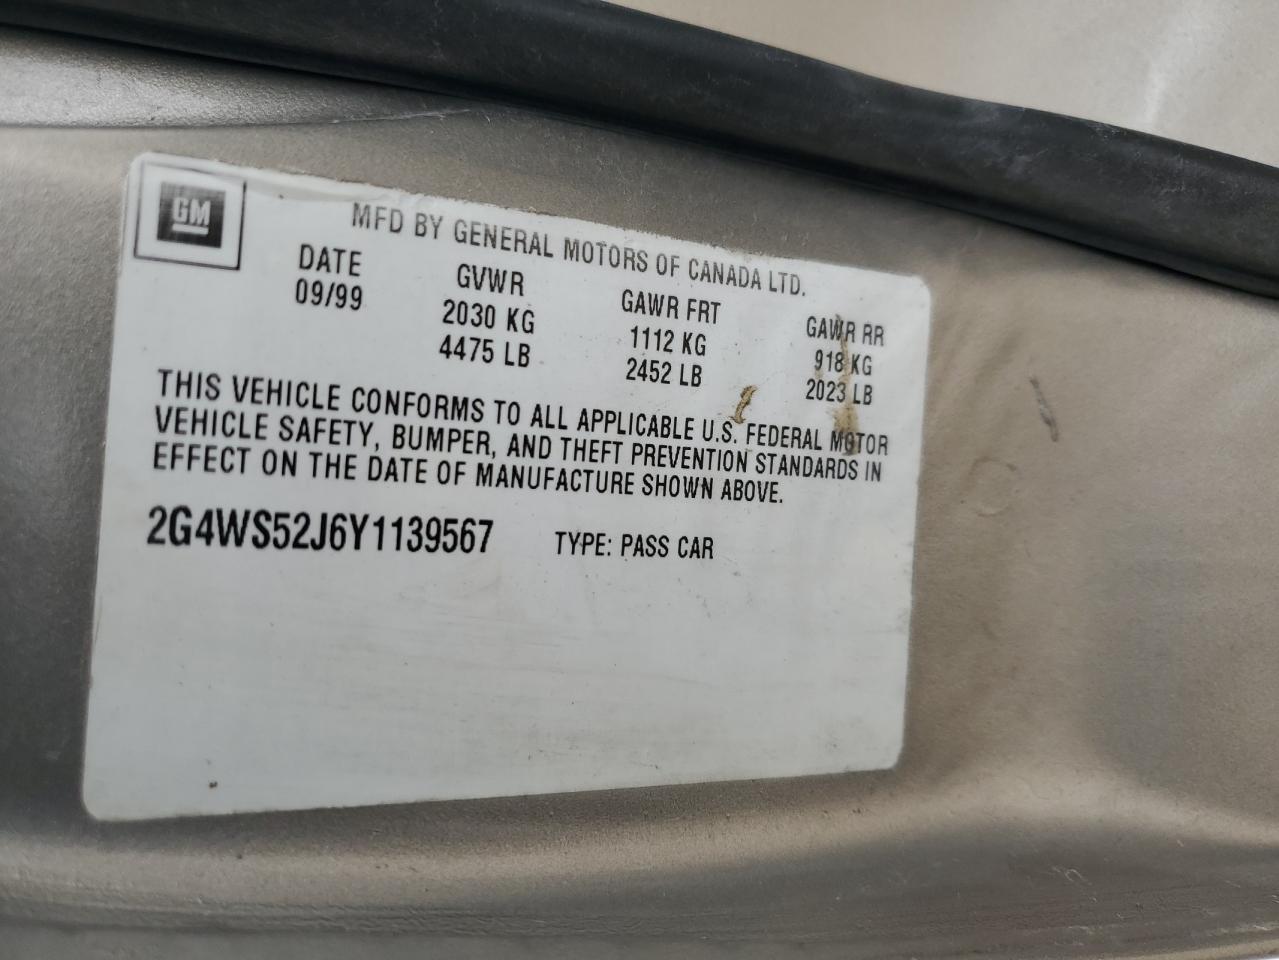 GM
MFD BY GENERAL MOTORS OF CANADA LTD.
DATE GVWR GAWR FRT GAWR RR
09/99 2030 KG 1112 KG 918 KG
4475 LB 2452 LB 2023 LB
THIS VEHICLE CONFORMS TO ALL APPLICABLE U.S. FEDERAL MOTOR
VEHICLE SAFETY, BUMPER, AND THEFT PREVENTION STANDARDS IN
EFFECT ON THE DATE OF MANUFACTURE SHOWN ABOVE.
2G4WS52J6Y1139567 TYPE: PASS CAR